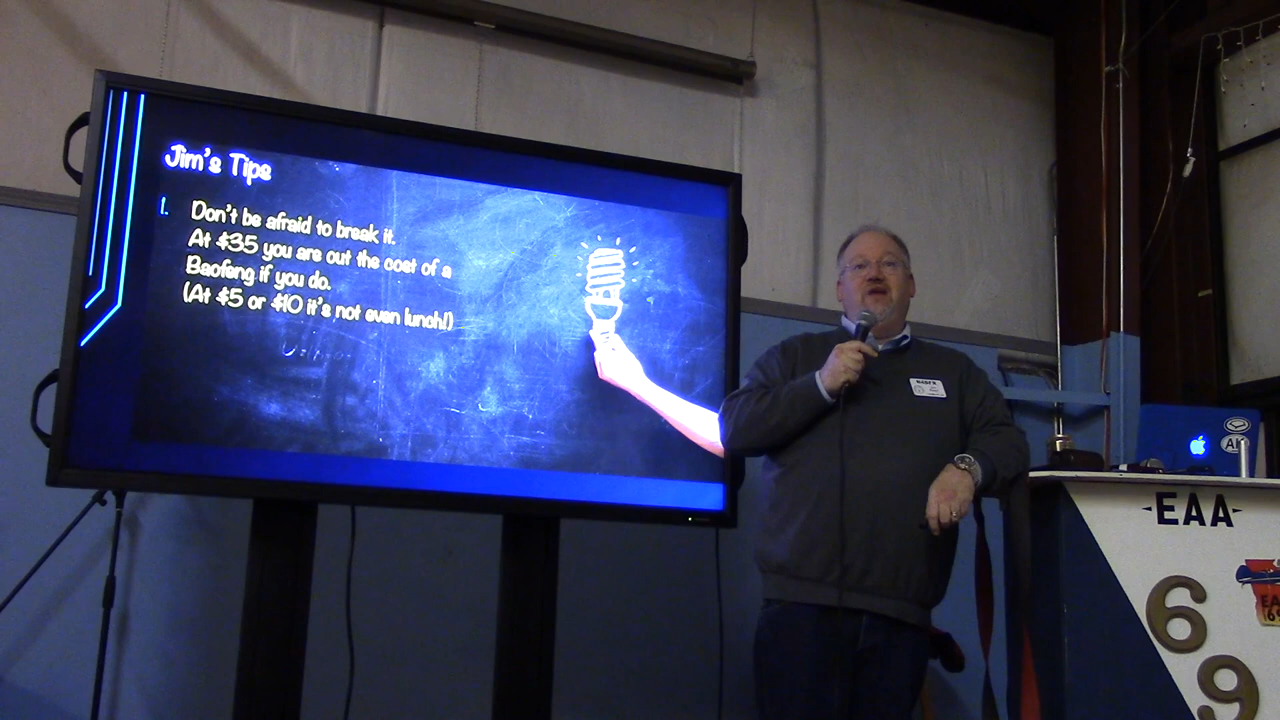 Jim's Tips
1. Don't be afraid to break it.
At $35 you are out the cost of a
Baofeng if you do.
(At $5 or $10 it's not even lunch!)
-EAA-
6
9